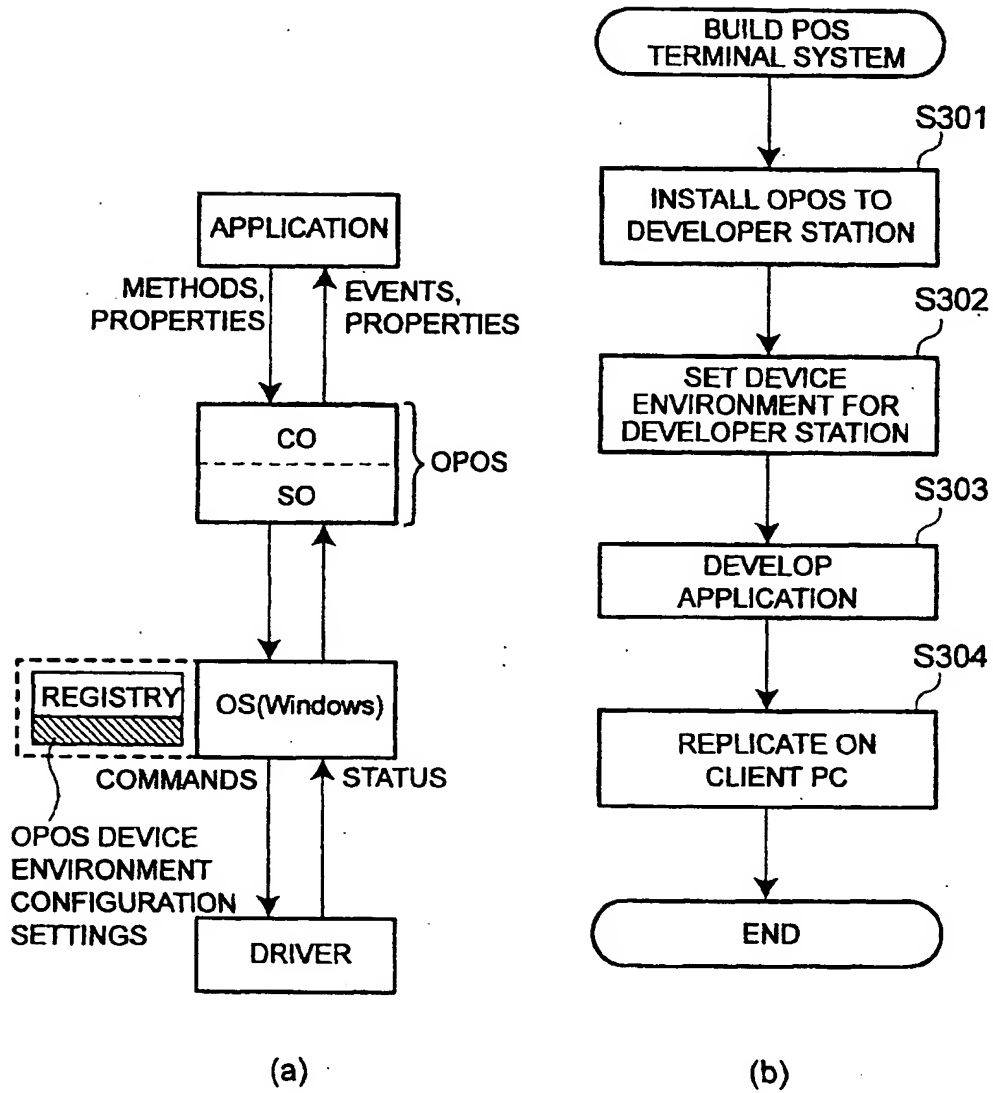 APPLICATION
METHODS,
PROPERTIES
EVENTS,
PROPERTIES
CO
SO
OPOS
REGISTRY
OS(Windows)
COMMANDS
STATUS
OPOS DEVICE
ENVIRONMENT
CONFIGURATION
SETTINGS
DRIVER
(a)
BUILD POS
TERMINAL SYSTEM
S301
INSTALL OPOS TO
DEVELOPER STATION
S302
SET DEVICE
ENVIRONMENT FOR
DEVELOPER STATION
S303
DEVELOP
APPLICATION
S304
REPLICATE ON
CLIENT PC
END
(b)